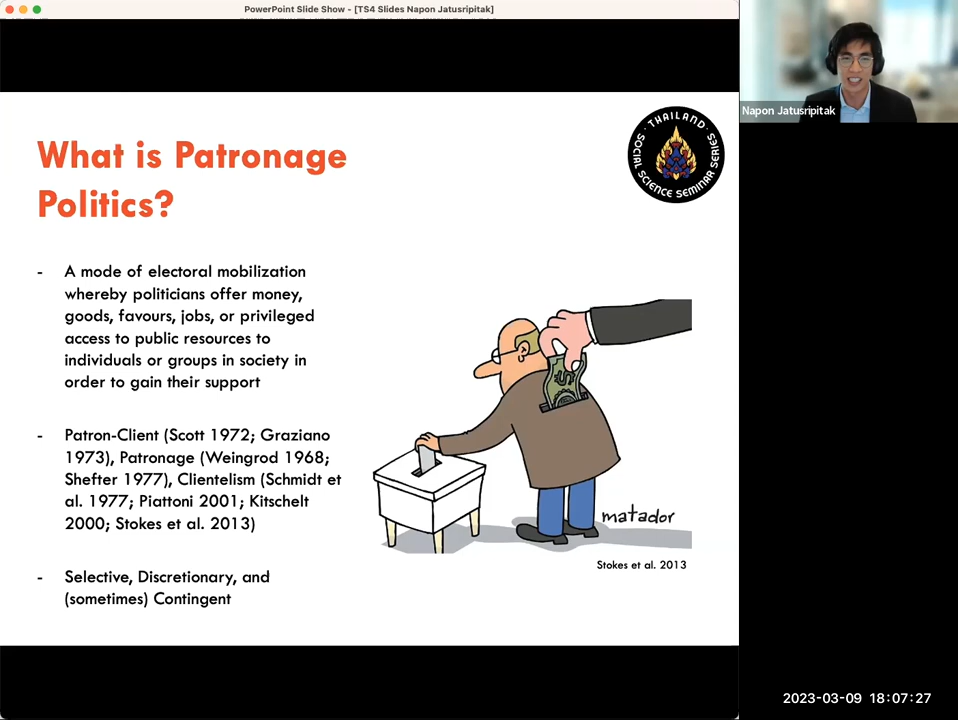 PowerPoint Slide Show - [TS4 Slides Napon Jatusripitak]
What is Patronage
Politics?
THAILAND
SOCIAL SCIENCE SEMINAR SERIES
- A mode of electoral mobilization
whereby politicians offer money,
goods, favours, jobs, or privileged
access to public resources to
individuals or groups in society in
order to gain their support
- Patron-Client (Scott 1972; Graziano
1973), Patronage (Weingrod 1968;
Shefter 1977), Clientelism (Schmidt et
al. 1977; Piattoni 2001; Kitschelt
2000; Stokes et al. 2013)
- Selective, Discretionary, and
(sometimes) Contingent
$
matador
Stokes et al. 2013
Napon Jatusripitak
2023-03-09 18:07:27